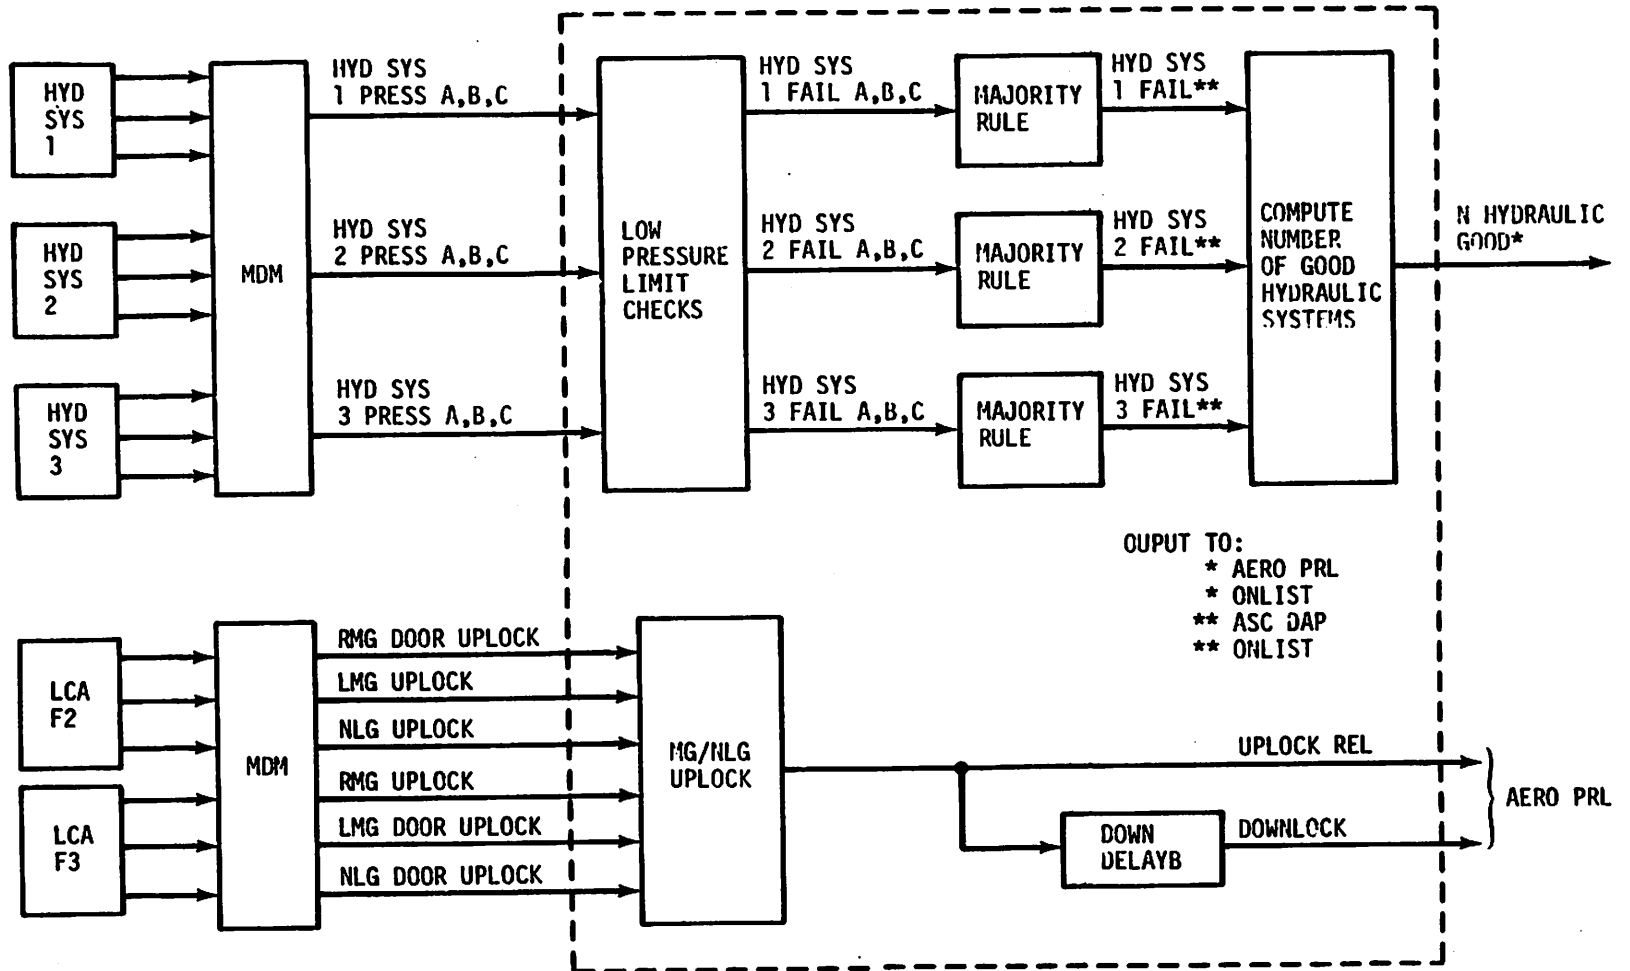 HYD
SYS
1
HYD
SYS
2
HYD
SYS
3
MDM
HYD SYS
1 PRESS A,B,C
HYD SYS
2 PRESS A,B,C
HYD SYS
3 PRESS A,B,C
LOW
PRESSURE
LIMIT
CHECKS
HYD SYS
1 FAIL A,B,C
HYD SYS
2 FAIL A,B,C
HYD SYS
3 FAIL A,B,C
MAJORITY
RULE
MAJORITY
RULE
MAJORITY
RULE
HYD SYS
1 FAIL**
HYD SYS
2 FAIL**
HYD SYS
3 FAIL**
COMPUTE
NUMBER
OF GOOD
HYDRAULIC
SYSTEMS
N HYDRAULIC
GOOD*
OUPUT TO:
* AERO PRL
* ONLIST
** ASC DAP
** ONLIST
LCA
F2
LCA
F3
MDM
RMG DOOR UPLOCK
LMG UPLOCK
NLG UPLOCK
RMG UPLOCK
LMG DOOR UPLOCK
NLG DOOR UPLOCK
MG/NLG
UPLOCK
UPLOCK REL
DOWN
DELAYB
DOWNLOCK
AERO PRL